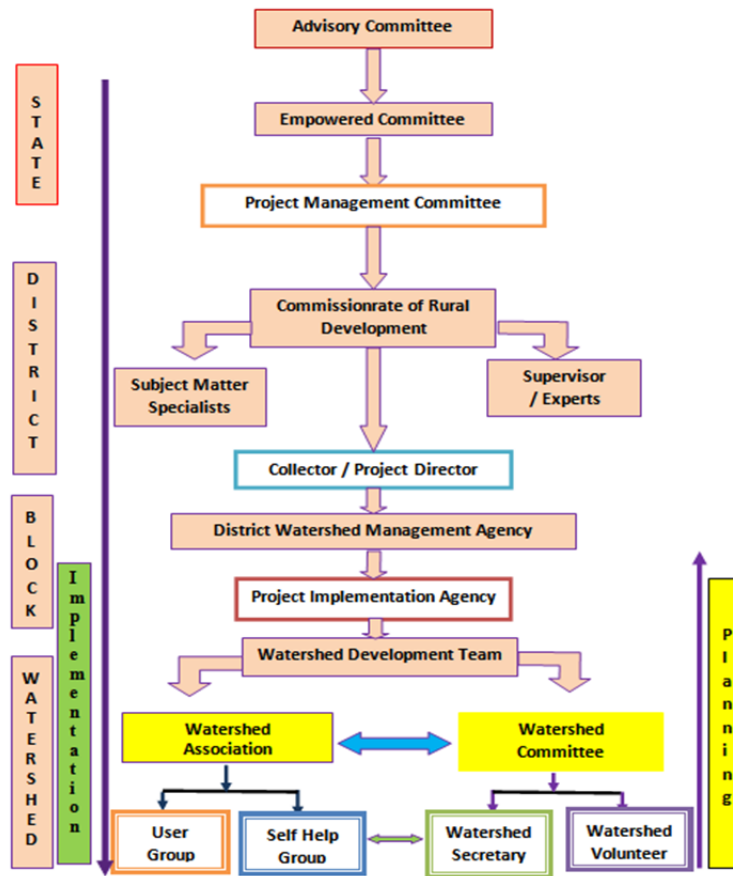 Advisory Committee
STATE
Empowered Committee
Project Management Committee
DISTRICT
Commissionrate of Rural
Development
Subject Matter
Specialists
Supervisor
/ Experts
Collector / Project Director
BLOCK
District Watershed Management Agency
Implementation
Project Implementation Agency
Planning
Watershed Development Team
WATERSHED
Watershed
Association
Watershed
Committee
User
Group
Self Help
Group
Watershed
Secretary
Watershed
Volunteer